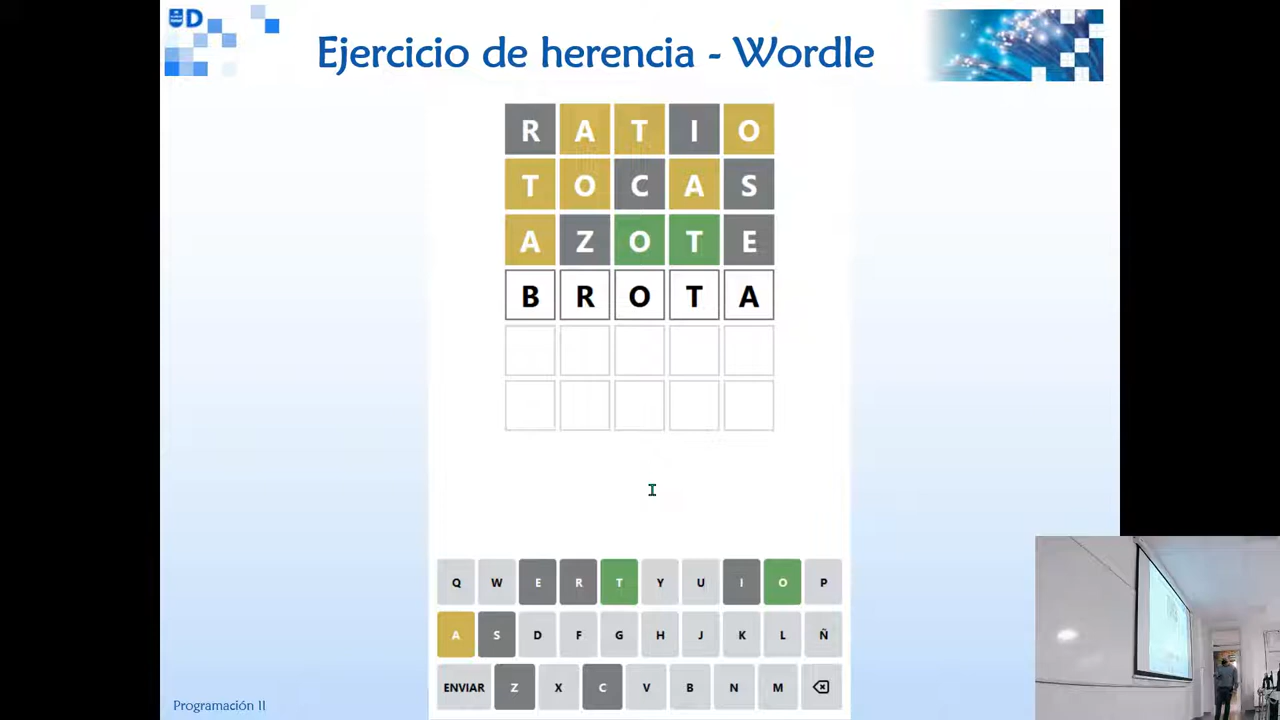 D
Ejercicio de herencia - Wordle
R A T I O
T O C A S
A Z O T E
B R O T A
Q W E R T Y U I O P
A S D F G H J K L Ñ
ENVIAR Z X C V B N M
Programación II